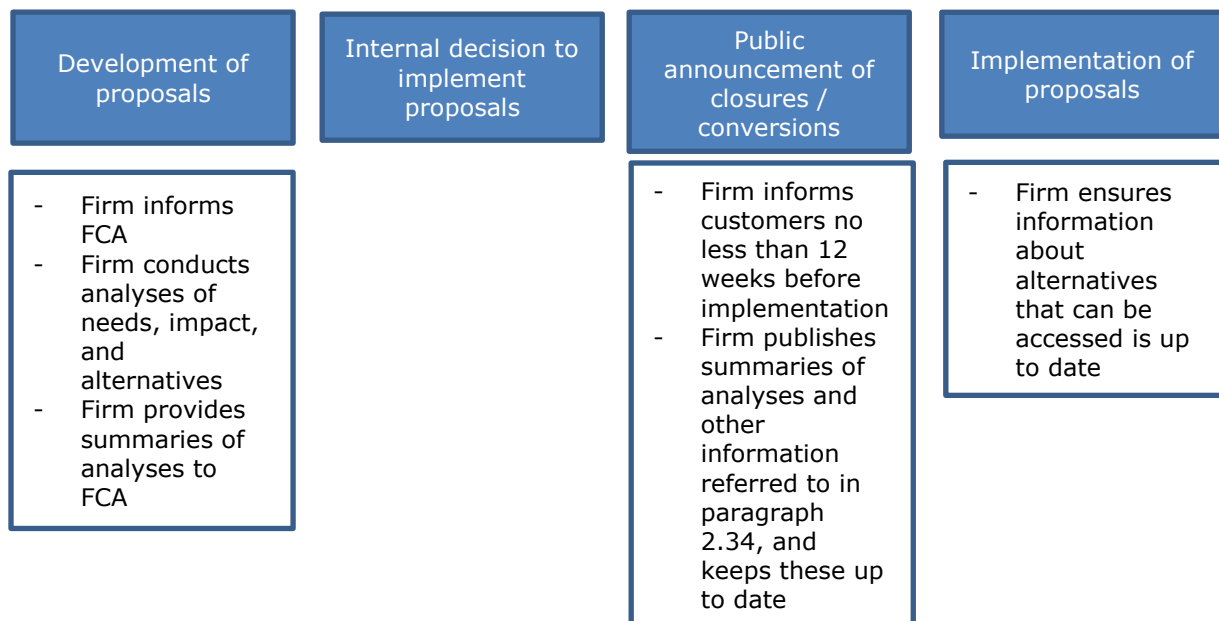 Development of
proposals
Internal decision to
implement
proposals
Public
announcement of
closures /
conversions
Implementation of
proposals
- Firm informs
FCA
- Firm conducts
analyses of
needs, impact,
and
alternatives
- Firm provides
summaries of
analyses to
FCA
- Firm informs
customers no
less than 12
weeks before
implementation
- Firm publishes
summaries of
analyses and
other
information
referred to in
paragraph
2.34, and
keeps these up
to date
- Firm ensures
information
about
alternatives
that can be
accessed is up
to date